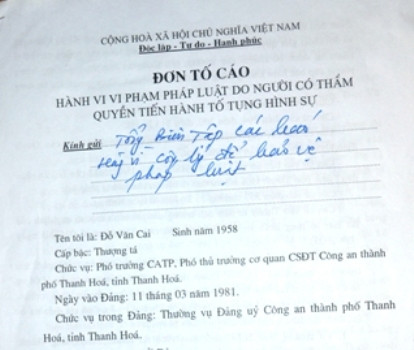 CỘNG HOÀ XÃ HỘI CHỦ NGHĨA VIỆT NAM
Độc lập - Tự do - Hạnh phúc
ĐƠN TỐ CÁO
HÀNH VI VI PHẠM PHÁP LUẬT DO NGƯỜI CÓ THẨM
QUYỀN TIẾN HÀNH TỐ TỤNG HÌNH SỰ
Kính gửi Tổng biên Tập các báo
vì công lý để bảo vệ
pháp luật
Tên tôi là: Đỗ Văn Cai Sinh năm 1958
Cấp bậc: Thượng tá
Chức vụ: Phó trưởng CATP, Phó thủ trưởng cơ quan CSĐT Công an thành
phố Thanh Hoá, tỉnh Thanh Hoá.
Ngày vào Đảng: 11 tháng 03 năm 1981.
Chức vụ trong Đảng: Thường vụ Đảng uỷ Công an thành phố Thanh
Hoá, tỉnh Thanh Hoá.